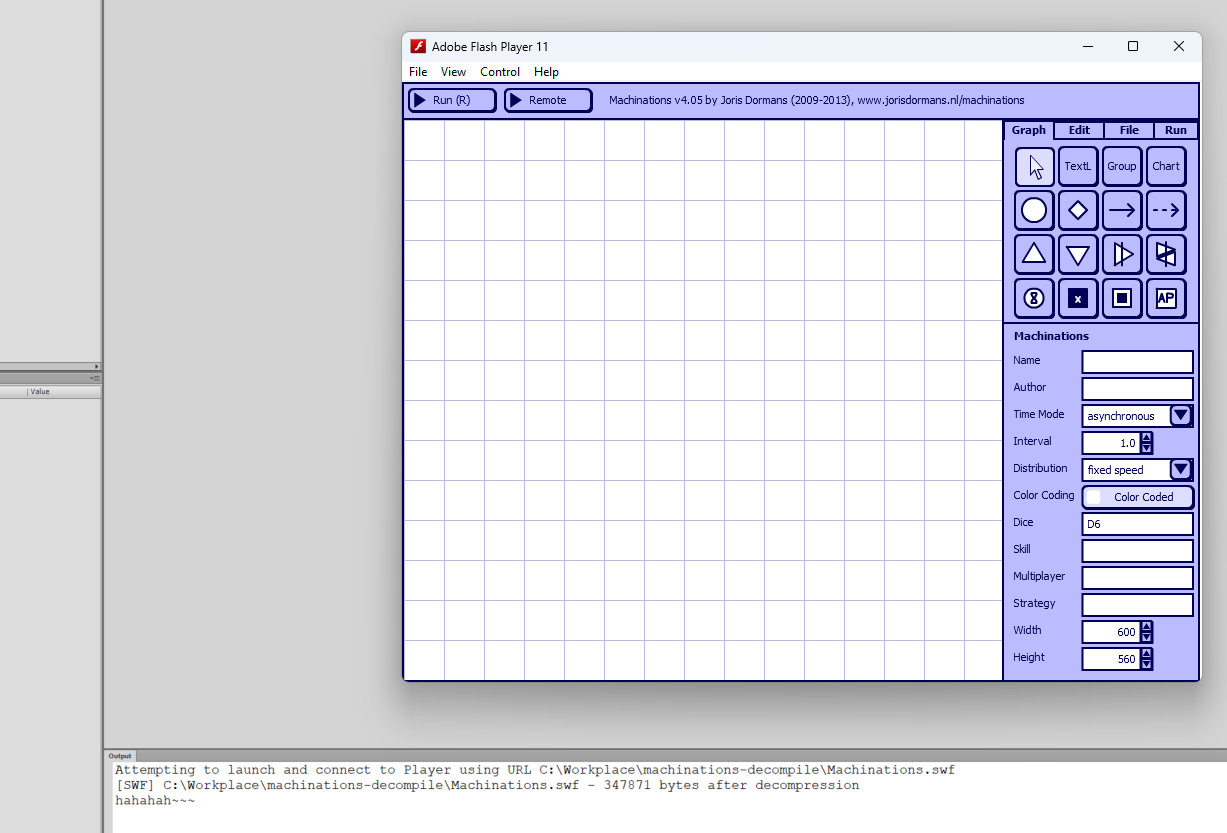 Adobe Flash Player 11
File View Control Help
Run (R) Remote Machinations v4.05 by Joris Dormans (2009-2013), www.jorisdormans.nl/machinations
Graph Edit File Run
TextL Group Chart
x AP
Machinations
Name
Author
Time Mode asynchronous
Interval 1.0
Distribution fixed speed
Color Coding Color Coded
Dice D6
Skill
Multiplayer
Strategy
Width 600
Height 560
Value
Output
Attempting to launch and connect to Player using URL C:\Workplace\machinations-decompile\Machinations.swf
[SWF] C:\Workplace\machinations-decompile\Machinations.swf - 347871 bytes after decompression
hahahah~~~